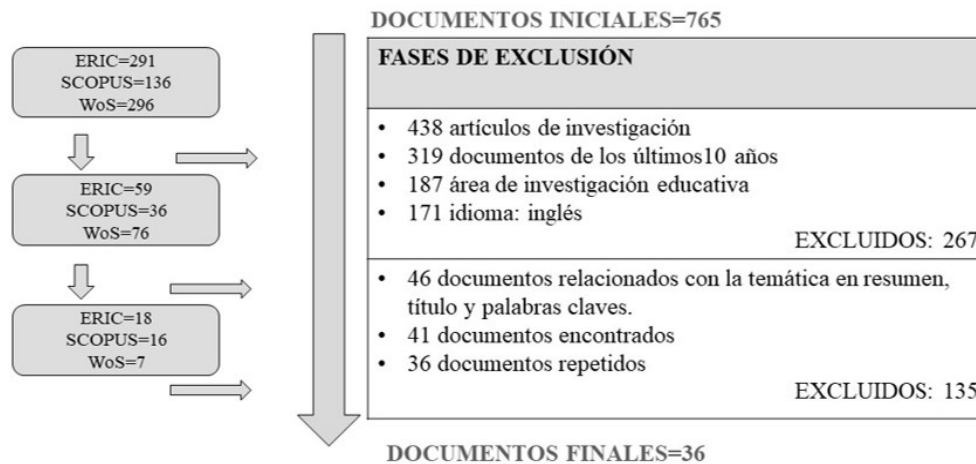 DOCUMENTOS INICIALES=765
ERIC=291
SCOPUS=136
WoS=296
ERIC=59
SCOPUS=36
WoS=76
ERIC=18
SCOPUS=16
WoS=7
FASES DE EXCLUSIÓN
• 438 artículos de investigación
• 319 documentos de los últimos10 años
• 187 área de investigación educativa
• 171 idioma: inglés
EXCLUIDOS: 267
• 46 documentos relacionados con la temática en resumen,
título y palabras claves.
• 41 documentos encontrados
• 36 documentos repetidos
EXCLUIDOS: 135
DOCUMENTOS FINALES=36